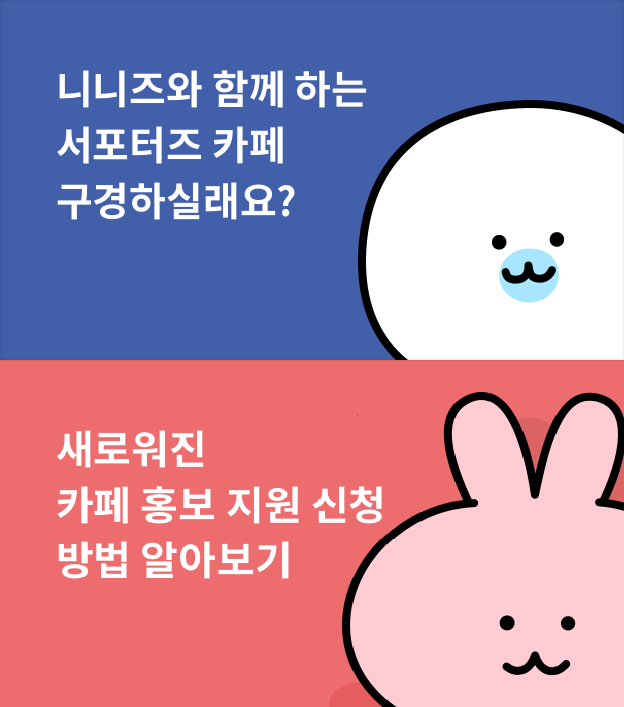 니니즈와 함께 하는
서포터즈 카페
구경하실래요?
새로워진
카페 홍보 지원 신청
방법 알아보기